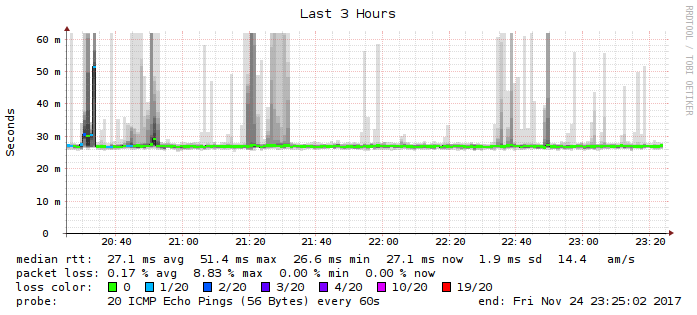 Last 3 Hours
RRDTOOL / TOBI OETIKER
Seconds
60 m
50 m
40 m
30 m
20 m
10 m
0
20:40 21:00 21:20 21:40 22:00 22:20 22:40 23:00 23:20
median rtt: 27.1 ms avg 51.4 ms max 26.6 ms min 27.1 ms now 1.9 ms sd 14.4 am/s
packet loss: 0.17 % avg 8.83 % max 0.00 % min 0.00 % now
loss color: 0 1/20 2/20 3/20 4/20 10/20 19/20
probe: 20 ICMP Echo Pings (56 Bytes) every 60s end: Fri Nov 24 23:25:02 2017